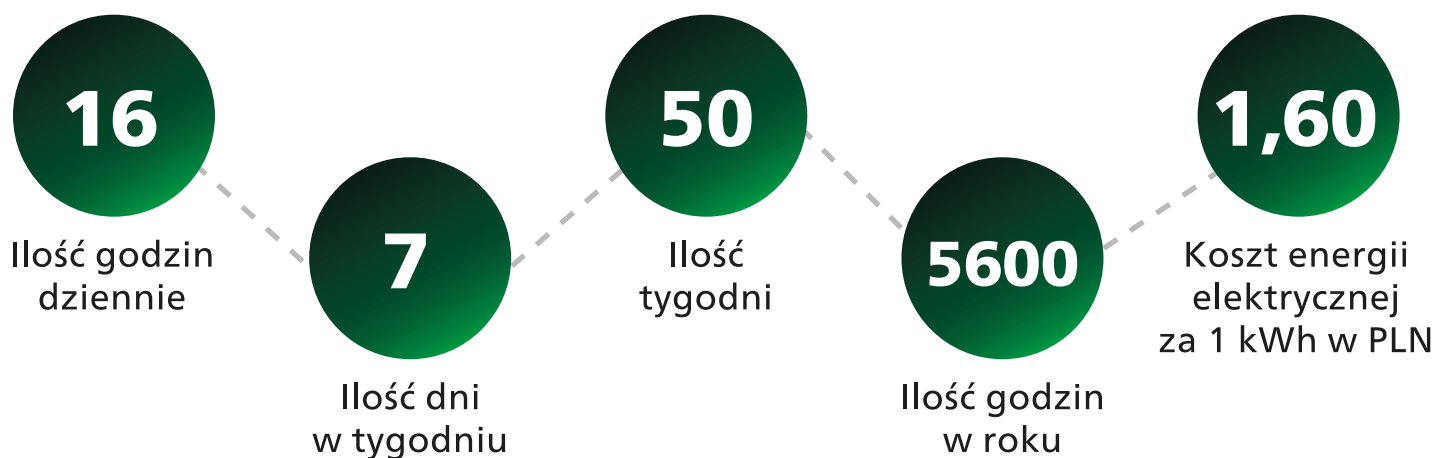 16
Ilość godzin
dziennie
7
Ilość dni
w tygodniu
50
Ilość
tygodni
5600
Ilość godzin
w roku
1,60
Koszt energii
elektrycznej
za 1 kWh w PLN